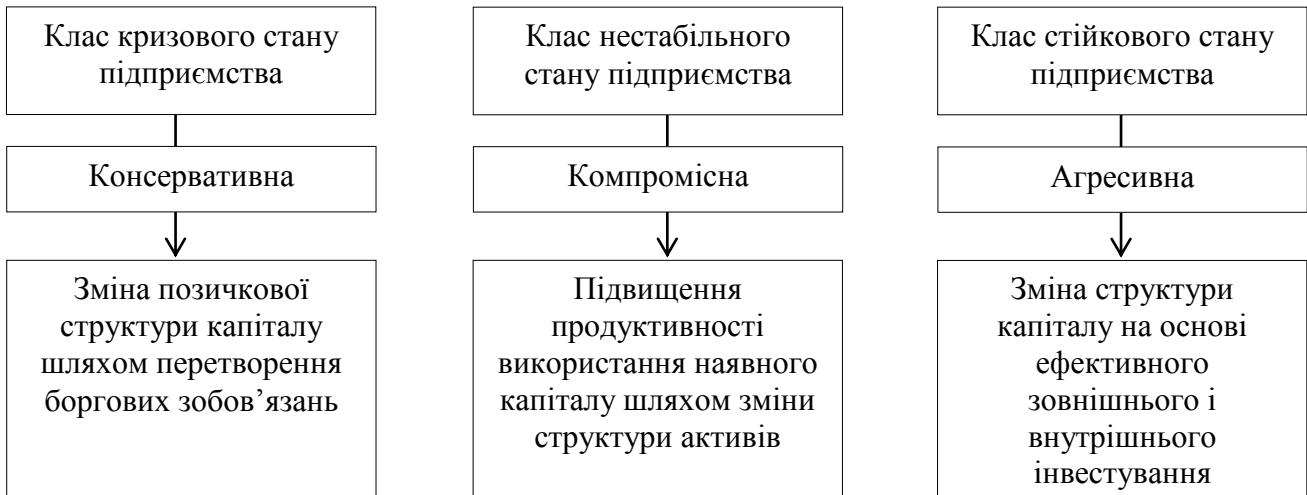 Клас кризового стану
підприємства
Клас нестабільного
стану підприємства
Клас стійкового стану
підприємства
Консервативна
Компромісна
Агресивна
Зміна позичкової
структури капіталу
шляхом перетворення
боргових зобов’язань
Підвищення
продуктивності
використання наявного
капіталу шляхом зміни
структури активів
Зміна структури
капіталу на основі
ефективного
зовнішнього і
внутрішнього
інвестування